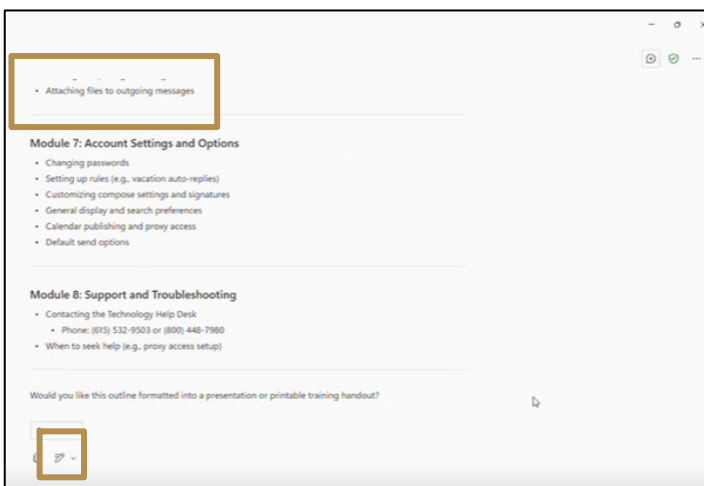 • Attaching files to outgoing messages
Module 7: Account Settings and Options
• Changing passwords
• Setting up rules (e.g., vacation auto-replies)
• Customizing compose settings and signatures
• General display and search preferences
• Calendar publishing and proxy access
• Default send options
Module 8: Support and Troubleshooting
• Contacting the Technology Help Desk
• Phone: (615) 532-9503 or (800) 448-7980
• When to seek help (e.g., proxy access setup)
Would you like this outline formatted into a presentation or printable training handout?